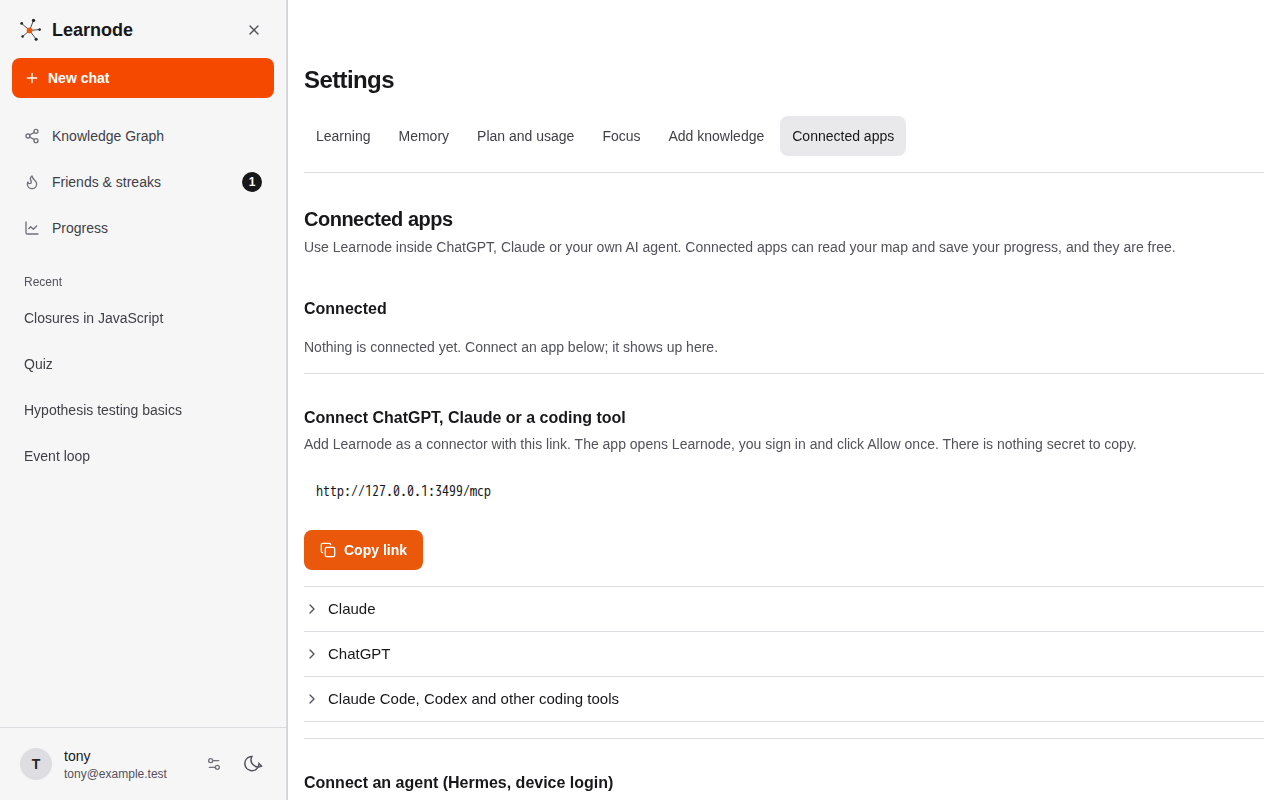 Learnode
New chat
Knowledge Graph
Friends & streaks
1
Progress
Recent
Closures in JavaScript
Quiz
Hypothesis testing basics
Event loop
T
tony
tony@example.test
Settings
Learning
Memory
Plan and usage
Focus
Add knowledge
Connected apps
Connected apps
Use Learnode inside ChatGPT, Claude or your own AI agent. Connected apps can read your map and save your progress, and they are free.
Connected
Nothing is connected yet. Connect an app below; it shows up here.
Connect ChatGPT, Claude or a coding tool
Add Learnode as a connector with this link. The app opens Learnode, you sign in and click Allow once. There is nothing secret to copy.
http://127.0.0.1:3499/mcp
Copy link
Claude
ChatGPT
Claude Code, Codex and other coding tools
Connect an agent (Hermes, device login)